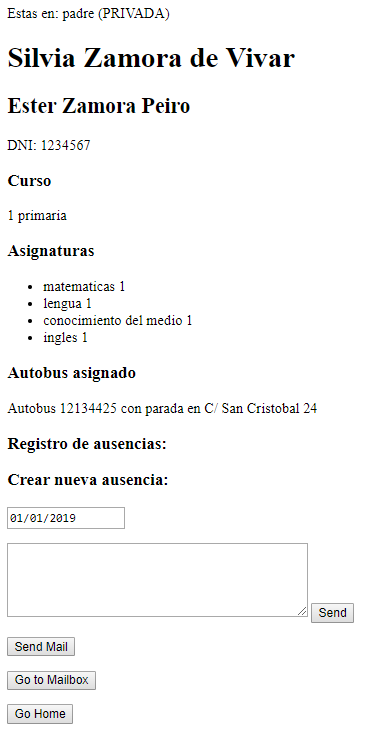 Estas en: padre (PRIVADA)
Silvia Zamora de Vivar
Ester Zamora Peiro
DNI: 1234567
Curso
1 primaria
Asignaturas
• matematicas 1
• lengua 1
• conocimiento del medio 1
• ingles 1
Autobus asignado
Autobus 12134425 con parada en C/ San Cristobal 24
Registro de ausencias:
Crear nueva ausencia:
01/01/2019
Send
Send Mail
Go to Mailbox
Go Home